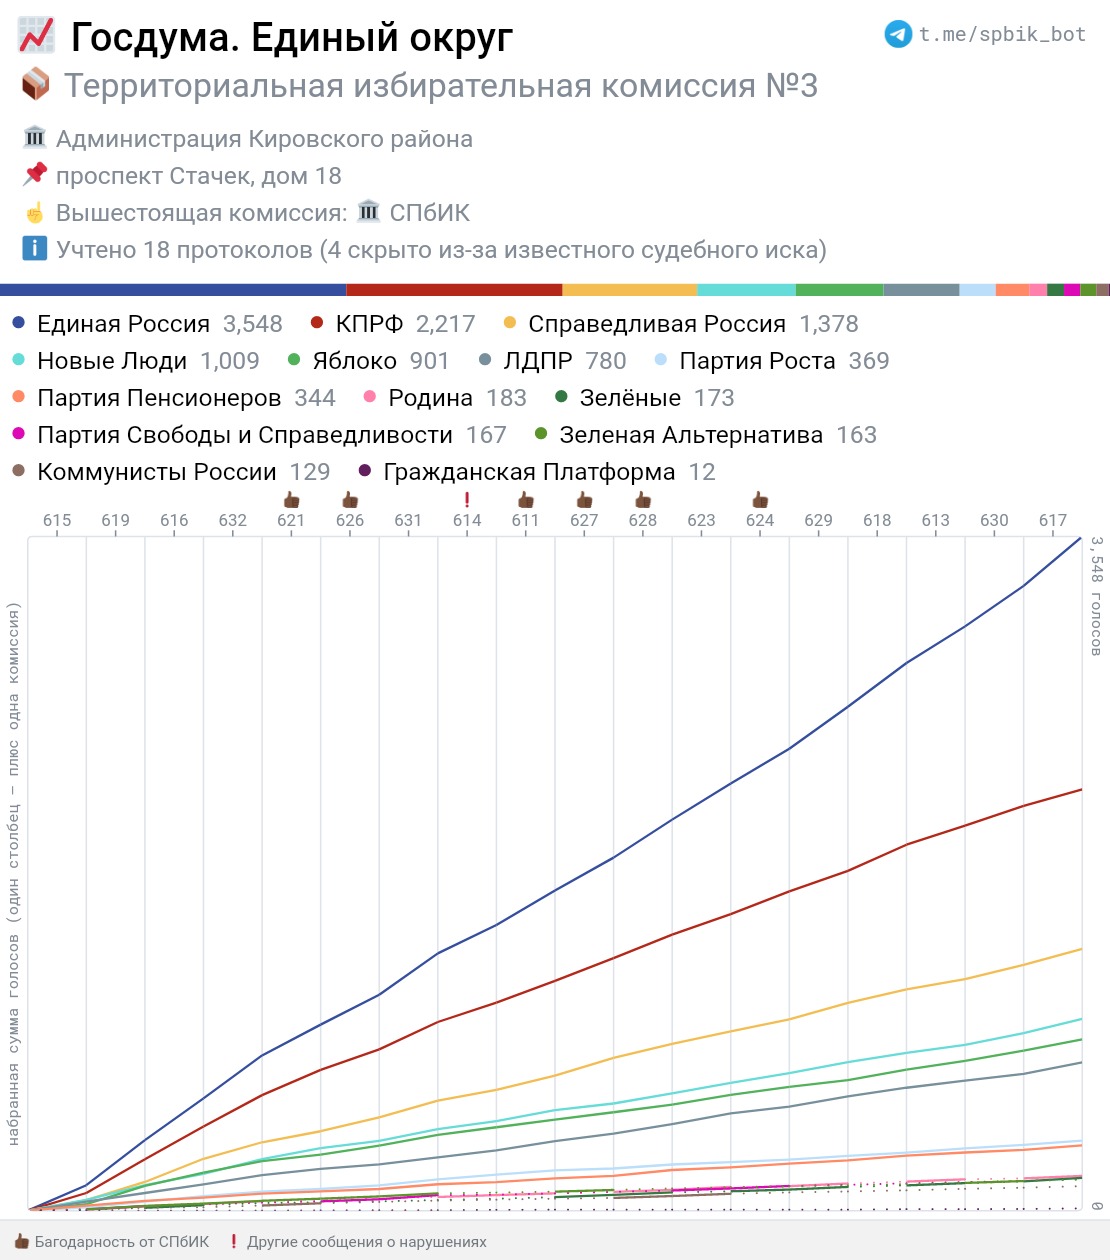 Госдума. Единый округ
t.me/spbik_bot
Территориальная избирательная комиссия №3
Администрация Кировского района
проспект Стачек, дом 18
Вышестоящая комиссия: СПбИК
Учтено 18 протоколов (4 скрыто из-за известного судебного иска)
Единая Россия 3,548 КПРФ 2,217 Справедливая Россия 1,378
Новые Люди 1,009 Яблоко 901 ЛДПР 780 Партия Роста 369
Партия Пенсионеров 344 Родина 183 Зелёные 173
Партия Свободы и Справедливости 167 Зеленая Альтернатива 163
Коммунисты России 129 Гражданская Платформа 12
615 619 616 632 621 626 631 614 611 627 628 623 624 629 618 613 630 617
3,548 голосов
набранная сумма голосов (один столбец – плюс одна комиссия)
0
Багодарность от СПбИК Другие сообщения о нарушениях